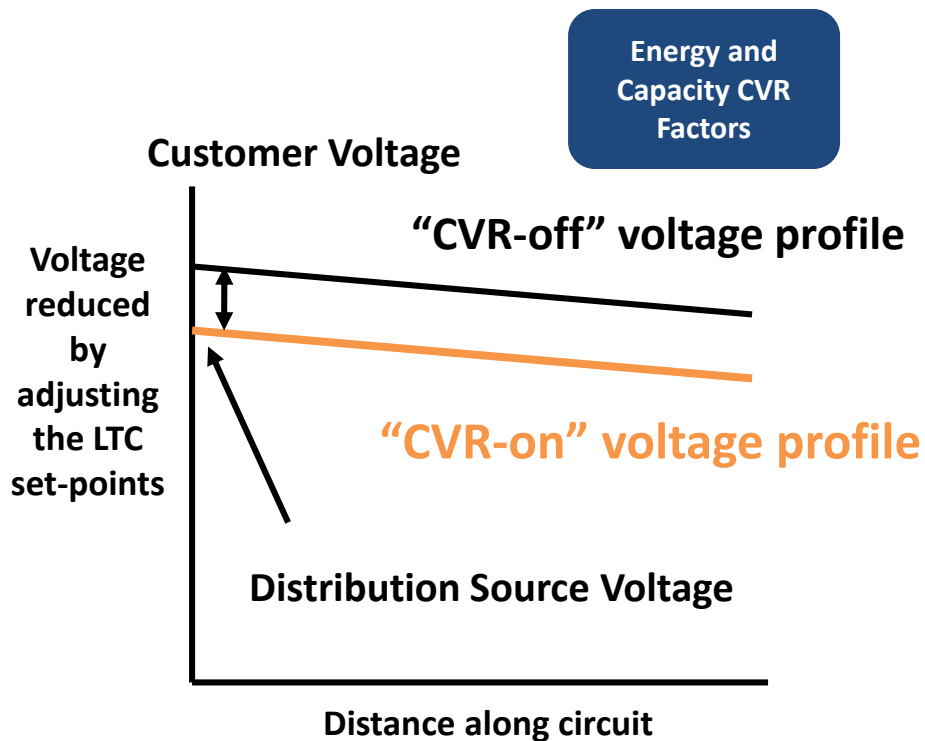 Energy and
Capacity CVR
Factors
Customer Voltage
“CVR-off” voltage profile
Voltage
reduced
by
adjusting
the LTC
set-points
“CVR-on” voltage profile
Distribution Source Voltage
Distance along circuit